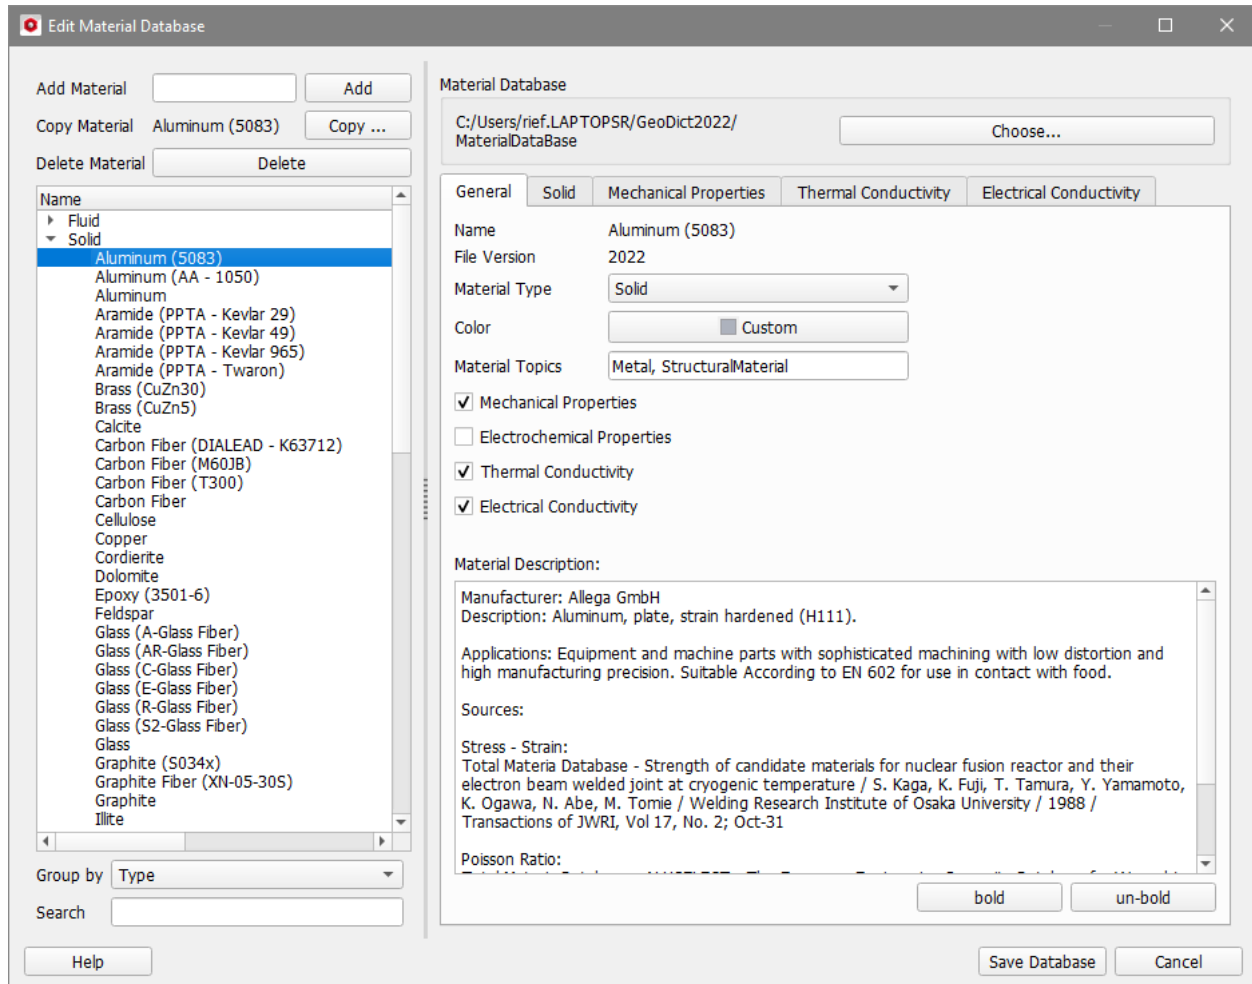 Edit Material Database
Add Material
Add
Copy Material Aluminum (5083)
Copy ...
Delete Material
Delete
Name
Fluid
Solid
Aluminum (5083)
Aluminum (AA - 1050)
Aluminum
Aramide (PPTA - Kevlar 29)
Aramide (PPTA - Kevlar 49)
Aramide (PPTA - Kevlar 965)
Aramide (PPTA - Twaron)
Brass (CuZn30)
Brass (CuZn5)
Calcite
Carbon Fiber (DIALEAD - K63712)
Carbon Fiber (M60JB)
Carbon Fiber (T300)
Carbon Fiber
Cellulose
Copper
Cordierite
Dolomite
Epoxy (3501-6)
Feldspar
Glass (A-Glass Fiber)
Glass (AR-Glass Fiber)
Glass (C-Glass Fiber)
Glass (E-Glass Fiber)
Glass (R-Glass Fiber)
Glass (S2-Glass Fiber)
Glass
Graphite (S034x)
Graphite Fiber (XN-05-30S)
Graphite
Illite
Group by Type
Search
Help
Material Database
C:/Users/rief.LAPTOPSR/GeoDict2022/
MaterialDataBase
Choose...
General Solid Mechanical Properties Thermal Conductivity Electrical Conductivity
Name Aluminum (5083)
File Version 2022
Material Type Solid
Color Custom
Material Topics Metal, StructuralMaterial
Mechanical Properties
Electrochemical Properties
Thermal Conductivity
Electrical Conductivity
Material Description:
Manufacturer: Allega GmbH
Description: Aluminum, plate, strain hardened (H111).
Applications: Equipment and machine parts with sophisticated machining with low distortion and
high manufacturing precision. Suitable According to EN 602 for use in contact with food.
Sources:
Stress - Strain:
Total Materia Database - Strength of candidate materials for nuclear fusion reactor and their
electron beam welded joint at cryogenic temperature / S. Kaga, K. Fuji, T. Tamura, Y. Yamamoto,
K. Ogawa, N. Abe, M. Tomie / Welding Research Institute of Osaka University / 1988 /
Transactions of JWRI, Vol 17, No. 2; Oct-31
Poisson Ratio:
bold
un-bold
Save Database
Cancel